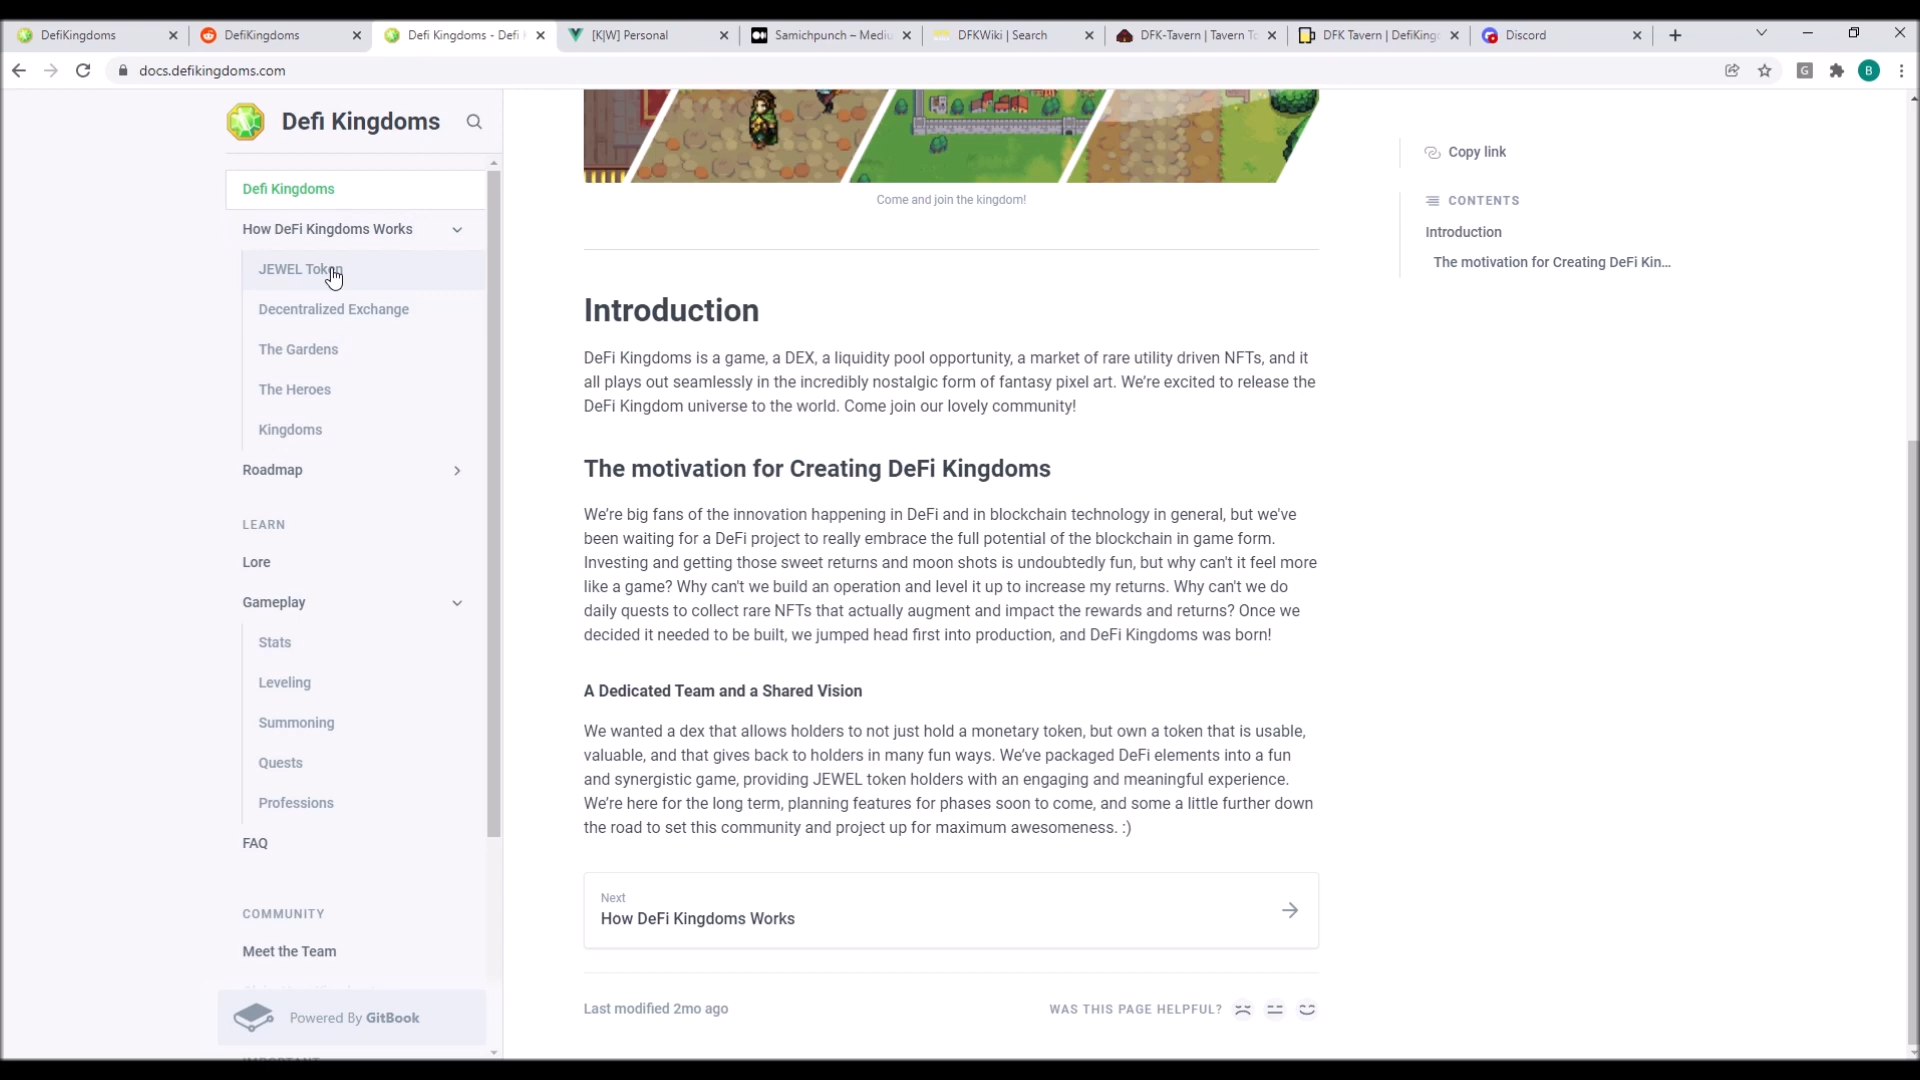 DefiKingdoms
DefiKingdoms
Defi Kingdoms - Defi
[K|W] Personal
Samichpunch – Mediu
DFKWiki | Search
DFK-Tavern | Tavern To
DFK Tavern | DefiKing
Discord
docs.defikingdoms.com
G
B
Defi Kingdoms
Defi Kingdoms
How DeFi Kingdoms Works
JEWEL Token
Decentralized Exchange
The Gardens
The Heroes
Kingdoms
Roadmap
LEARN
Lore
Gameplay
Stats
Leveling
Summoning
Quests
Professions
FAQ
COMMUNITY
Meet the Team
Powered By GitBook
Come and join the kingdom!
Introduction
DeFi Kingdoms is a game, a DEX, a liquidity pool opportunity, a market of rare utility driven NFTs, and it
all plays out seamlessly in the incredibly nostalgic form of fantasy pixel art. We’re excited to release the
DeFi Kingdom universe to the world. Come join our lovely community!
The motivation for Creating DeFi Kingdoms
We’re big fans of the innovation happening in DeFi and in blockchain technology in general, but we've
been waiting for a DeFi project to really embrace the full potential of the blockchain in game form.
Investing and getting those sweet returns and moon shots is undoubtedly fun, but why can't it feel more
like a game? Why can't we build an operation and level it up to increase my returns. Why can't we do
daily quests to collect rare NFTs that actually augment and impact the rewards and returns? Once we
decided it needed to be built, we jumped head first into production, and DeFi Kingdoms was born!
A Dedicated Team and a Shared Vision
We wanted a dex that allows holders to not just hold a monetary token, but own a token that is usable,
valuable, and that gives back to holders in many fun ways. We’ve packaged DeFi elements into a fun
and synergistic game, providing JEWEL token holders with an engaging and meaningful experience.
We’re here for the long term, planning features for phases soon to come, and some a little further down
the road to set this community and project up for maximum awesomeness. :)
Next
How DeFi Kingdoms Works
Last modified 2mo ago
WAS THIS PAGE HELPFUL?
Copy link
CONTENTS
Introduction
The motivation for Creating DeFi Kin...